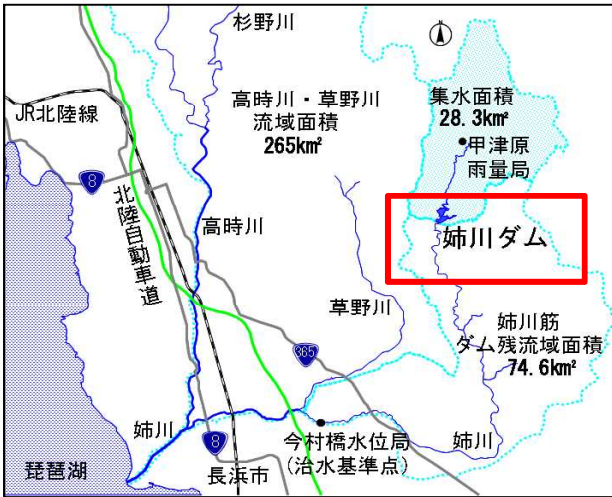 杉野川
高時川・草野川
流域面積
265k㎡
集水面積
28.3k㎡
甲津原
雨量局
JR北陸線
8
北陸自動車道
高時川
姉川ダム
草野川
姉川筋
ダム残流域面積
74.6k㎡
365
姉川
8
今村橋水位局
(治水基準点)
姉川
琵琶湖
長浜市